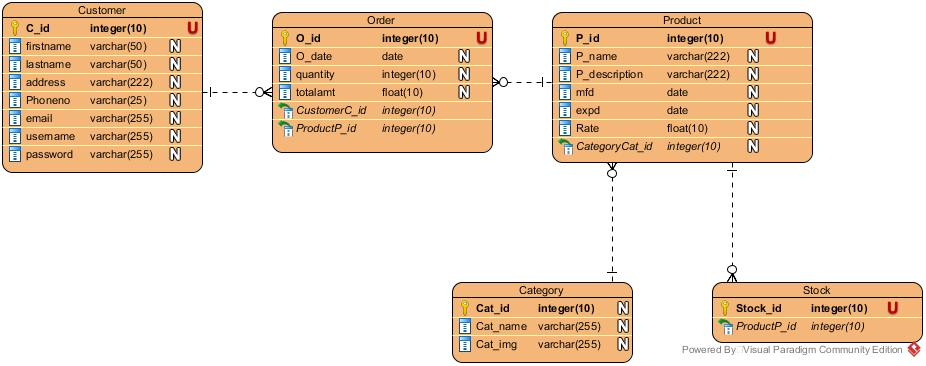 Customer
C_id integer(10) U
firstname varchar(50) N
lastname varchar(50) N
address varchar(222) N
Phoneno varchar(25) N
email varchar(255) N
username varchar(255) N
password varchar(255) N
Order
O_id integer(10) U
O_date date N
quantity integer(10) N
totalamt float(10) N
CustomerC_id integer(10)
ProductP_id integer(10)
Product
P_id integer(10) U
P_name varchar(222) N
P_description varchar(222) N
mfd date N
expd date N
Rate float(10) N
CategoryCat_id integer(10) N
Category
Cat_id integer(10) N
Cat_name varchar(255) N
Cat_img varchar(255) N
Stock
Stock_id integer(10) U
ProductP_id integer(10)
Powered By Visual Paradigm Community Edition